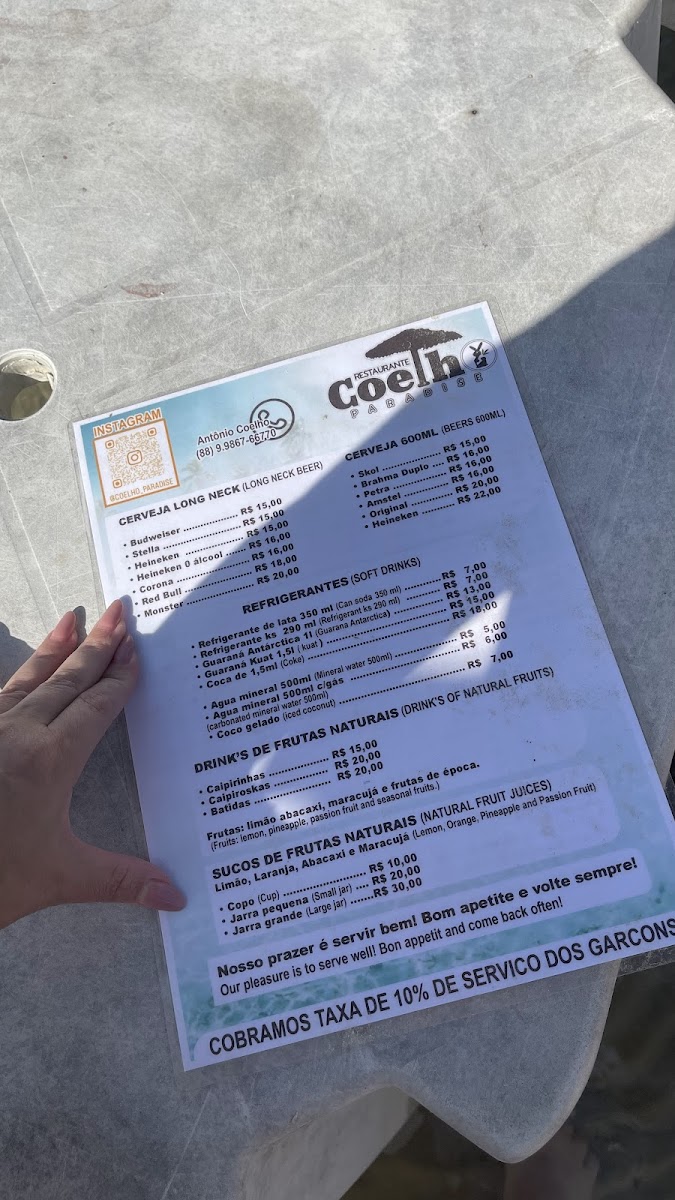 INSTAGRAM
@COELHO_PARADISE
Antônio Coelho
(88) 9.9867-66770
RESTAURANTE
Coelho
PARADISE
CERVEJA LONG NECK (LONG NECK BEER)
• Budweiser ................ R$ 15,00
• Stella ......................... R$ 15,00
• Heineken .................. R$ 15,00
• Heineken 0 álcool ....... R$ 16,00
• Corona ...................... R$ 16,00
• Red Bull .................... R$ 18,00
• Monster .................... R$ 20,00
CERVEJA 600ML (BEERS 600ML)
• Skol .................... R$ 15,00
• Brahma Duplo .... R$ 16,00
• Petra ................... R$ 16,00
• Amstel ................ R$ 16,00
• Original .............. R$ 20,00
• Heineken .......... R$ 22,00
REFRIGERANTES (SOFT DRINKS)
• Refrigerante de lata 350 ml (Can soda 350 ml) ............ R$ 7,00
• Refrigerante ks 290 ml (Refrigerant ks 290 ml) ............ R$ 7,00
• Guaraná Antárctica 1l (Guarana Antarctica) ............ R$ 13,00
• Guaraná Kuat 1,5l ( kuat ) ............ R$ 15,00
• Coca de 1,5ml (Coke) ............ R$ 18,00
• Agua mineral 500ml (Mineral water 500ml) ............ R$ 5,00
• Agua mineral 500ml c/gás ............ R$ 6,00
(carbonated mineral water 500ml)
• Coco gelado (iced coconut) ............ R$ 7,00
DRINK'S DE FRUTAS NATURAIS (DRINK'S OF NATURAL FRUITS)
• Caipirinhas .................. R$ 15,00
• Caipiroskas ................. R$ 20,00
• Batidas ........................ R$ 20,00
Frutas: limão abacaxi, maracujá e frutas de época.
(Fruits: lemon, pineapple, passion fruit and seasonal fruits.)
SUCOS DE FRUTAS NATURAIS (NATURAL FRUIT JUICES)
Limão, Laranja, Abacaxi e Maracujá (Lemon, Orange, Pineapple and Passion Fruit)
• Copo (Cup) ........................ R$ 10,00
• Jarra pequena (Small jar) .... R$ 20,00
• Jarra grande (Large jar) .......R$ 30,00
Nosso prazer é servir bem! Bom apetite e volte sempre!
Our pleasure is to serve well! Bon appetit and come back often!
COBRAMOS TAXA DE 10% DE SERVICO DOS GARCONS